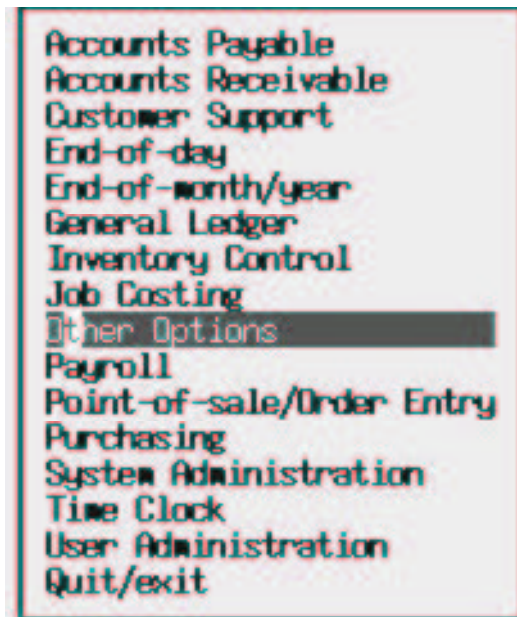 Accounts Payable
Accounts Receivable
Customer Support
End-of-day
End-of-month/year
General Ledger
Inventory Control
Job Costing
Other Options
Payroll
Point-of-sale/Order Entry
Purchasing
System Administration
Time Clock
User Administration
Quit/exit